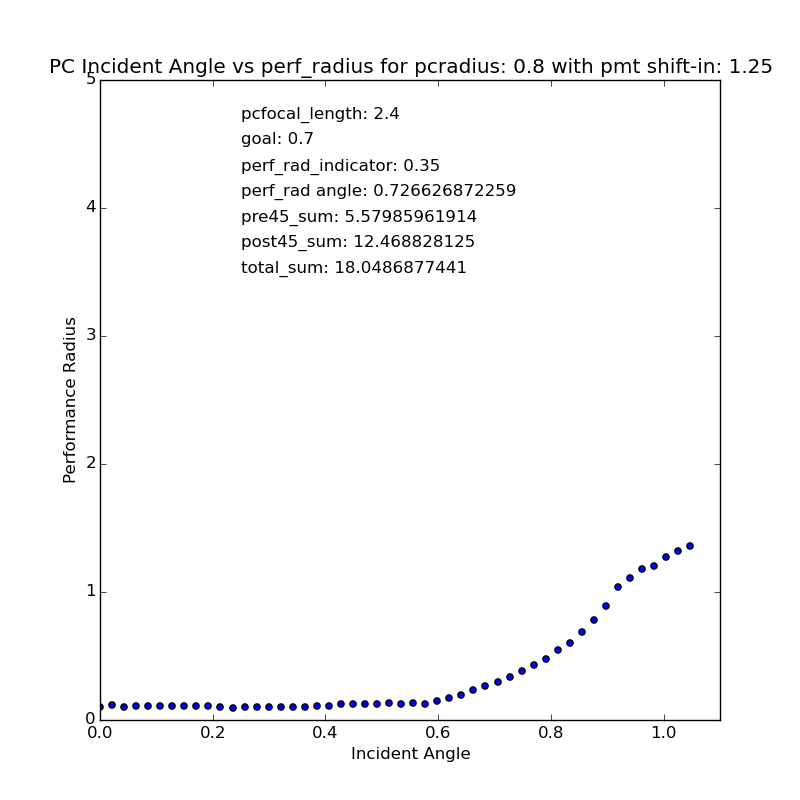 PC Incident Angle vs perf_radius for pcradius: 0.8 with pmt shift-in: 1.25
5
pcfocal_length: 2.4
goal: 0.7
perf_rad_indicator: 0.35
perf_rad angle: 0.726626872259
pre45_sum: 5.57985961914
post45_sum: 12.468828125
total_sum: 18.0486877441
4
3
Performance Radius
2
1
0
0.0 0.2 0.4 0.6 0.8 1.0
Incident Angle